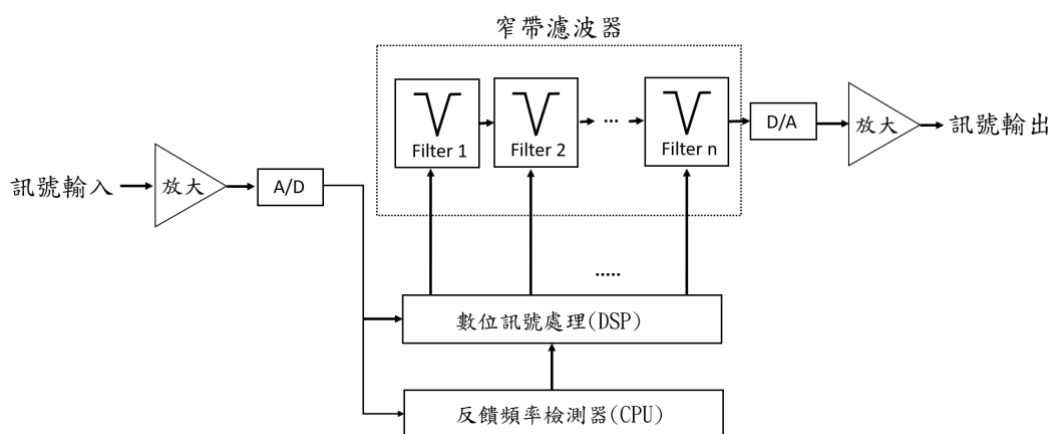 窄帶濾波器
Filter 1
Filter 2
...
Filter n
D/A
放大
訊號輸出
訊號輸入
放大
A/D
.....
數位訊號處理(DSP)
反饋頻率檢測器(CPU)